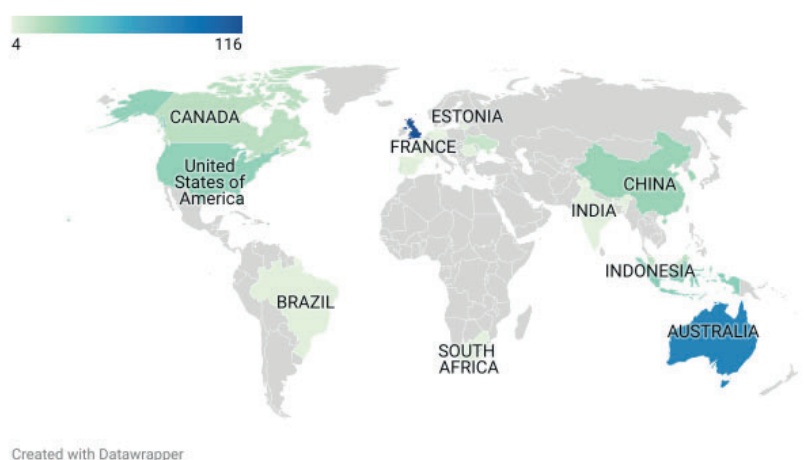 4 116
CANADA
ESTONIA
FRANCE
United
States of
America
CHINA
INDIA
INDONESIA
BRAZIL
AUSTRALIA
SOUTH
AFRICA
Created with Datawrapper